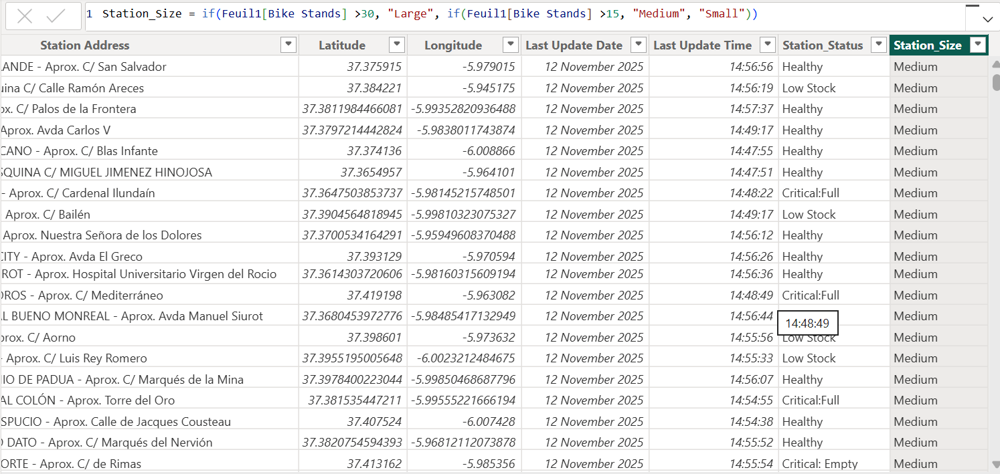 1 Station_Size = if(Feuil1[Bike Stands] >30, "Large", if(Feuil1[Bike Stands] >15, "Medium", "Small"))
Station Address Latitude Longitude Last Update Date Last Update Time Station_Status Station_Size
ANDE - Aprox. C/ San Salvador 37.375915 -5.979015 12 November 2025 14:56:56 Healthy Medium
uina C/ Calle Ramón Areces 37.384221 -5.945175 12 November 2025 14:56:19 Low Stock Medium
ox. C/ Palos de la Frontera 37.3811984466081 -5.99352820936488 12 November 2025 14:57:37 Healthy Medium
Aprox. Avda Carlos V 37.3797214442824 -5.9838011743874 12 November 2025 14:49:17 Healthy Medium
CANO - Aprox. C/ Blas Infante 37.374136 -6.008866 12 November 2025 14:47:55 Healthy Medium
SQUINA C/ MIGUEL JIMENEZ HINOJOSA 37.3654957 -5.964101 12 November 2025 14:47:51 Healthy Medium
- Aprox. C/ Cardenal Ilundaín 37.3647503853737 -5.98145215748501 12 November 2025 14:48:22 Critical:Full Medium
Aprox. C/ Bailén 37.3904564818945 -5.99810323075327 12 November 2025 14:49:17 Low Stock Medium
Aprox. Nuestra Señora de los Dolores 37.3700534164291 -5.95949608370488 12 November 2025 14:56:12 Healthy Medium
CITY - Aprox. Avda El Greco 37.393129 -5.970594 12 November 2025 14:56:26 Healthy Medium
ROT - Aprox. Hospital Universitario Virgen del Rocio 37.3614303720606 -5.98160315609194 12 November 2025 14:56:36 Healthy Medium
OROS - Aprox. C/ Mediterráneo 37.419198 -5.963082 12 November 2025 14:48:49 Critical:Full Medium
AL BUENO MONREAL - Aprox. Avda Manuel Siurot 37.3680453972776 -5.98485417132949 12 November 2025 14:56:44 Medium
14:48:49
prox. C/ Aorno 37.398601 -5.973632 12 November 2025 14:55:56 Low Stock Medium
- Aprox. C/ Luis Rey Romero 37.3955195005648 -6.0023212484675 12 November 2025 14:55:33 Low Stock Medium
IO DE PADUA - Aprox. C/ Marqués de la Mina 37.3978400223044 -5.99850468687796 12 November 2025 14:56:07 Healthy Medium
AL COLÓN - Aprox. Torre del Oro 37.381535447211 -5.99555221666194 12 November 2025 14:54:55 Critical:Full Medium
SPUCIO - Aprox. Calle de Jacques Cousteau 37.407524 -6.007428 12 November 2025 14:54:38 Healthy Medium
DATO - Aprox. C/ Marqués del Nervión 37.3820754594393 -5.96812112073878 12 November 2025 14:55:52 Healthy Medium
ORTE - Aprox. C/ de Rimas 37.413162 -5.985356 12 November 2025 14:55:54 Critical: Empty Medium